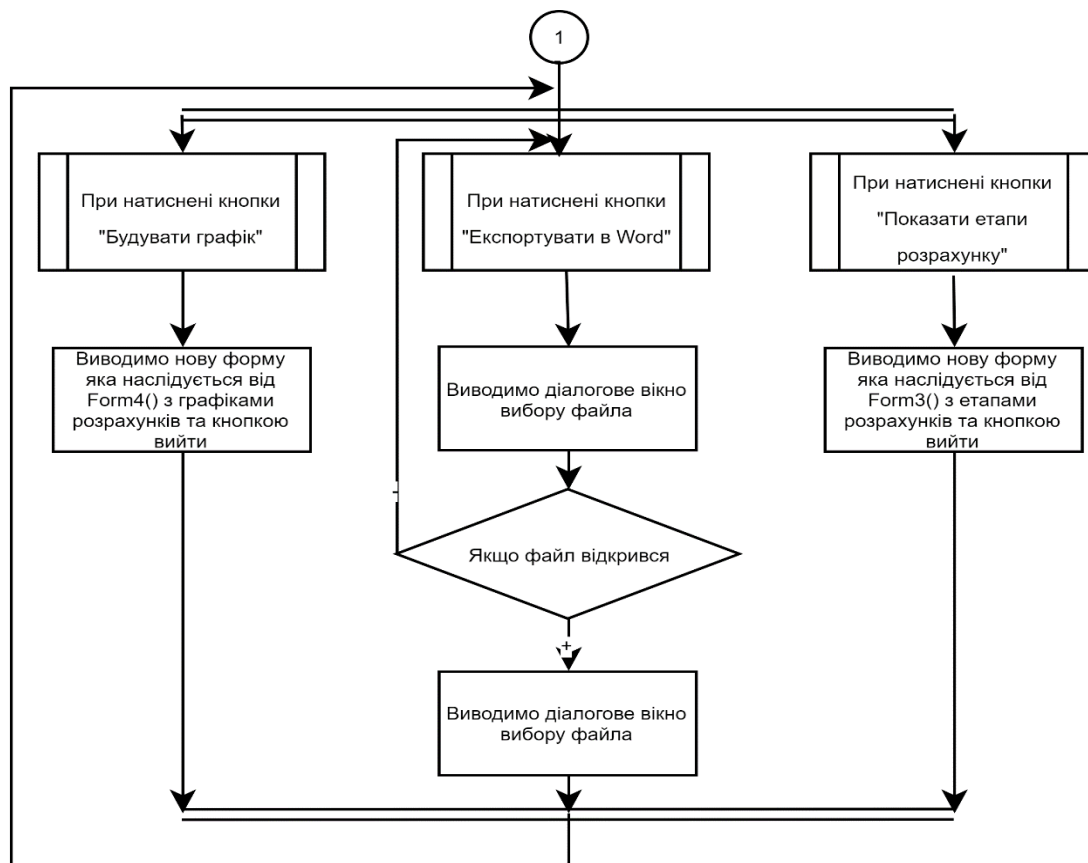 1
При натиснені кнопки
"Будувати графік"
При натиснені кнопки
"Експортувати в Word"
При натиснені кнопки
"Показати етапи
розрахунку"
Виводимо нову форму
яка наслідується від
Form4() з графіками
розрахунків та кнопкою
вийти
Виводимо діалогове вікно
вибору файла
Виводимо нову форму
яка наслідується від
Form3() з етапами
розрахунків та кнопкою
вийти
-
Якщо файл відкрився
+
Виводимо діалогове вікно
вибору файла